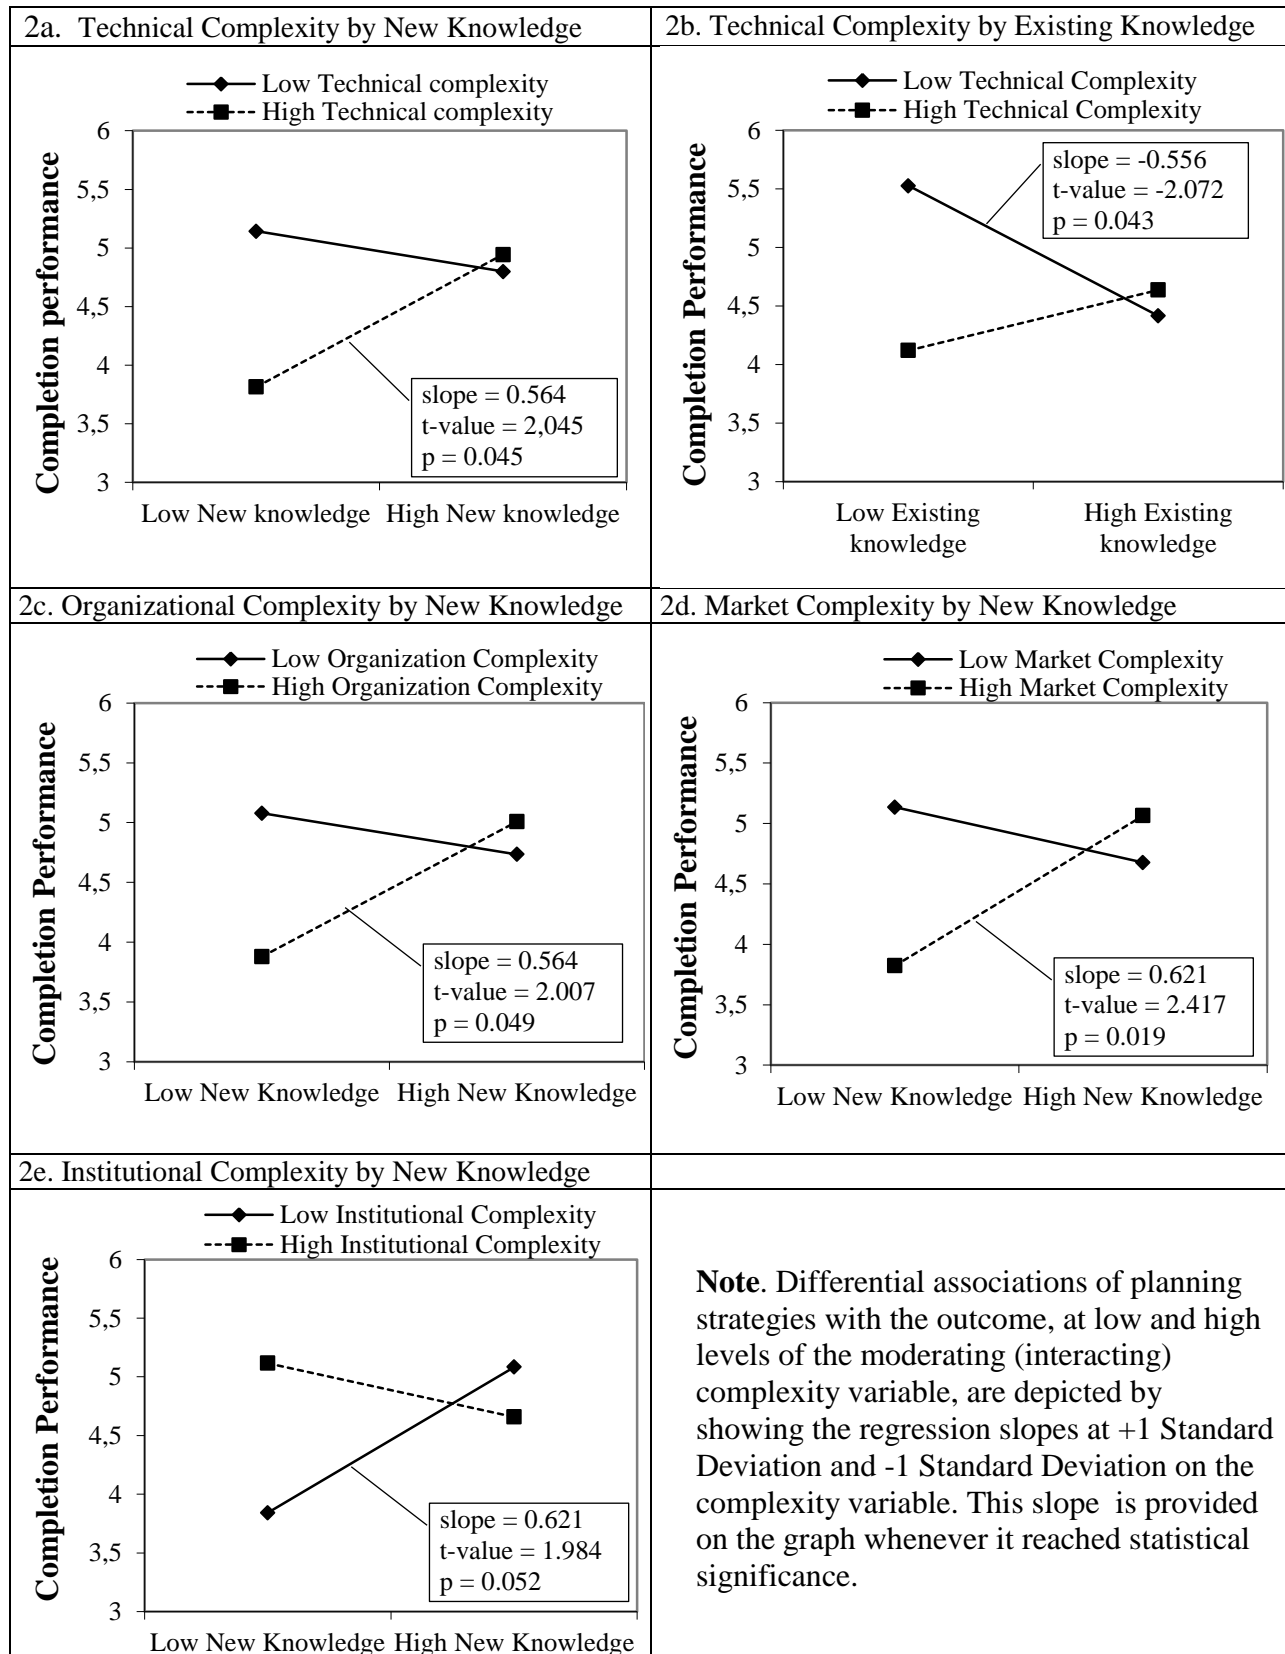 2a. Technical Complexity by New Knowledge
Low Technical complexity
High Technical complexity
Completion performance
6
5,5
5
4,5
4
3,5
3
slope = 0.564
t-value = 2,045
p = 0.045
Low New knowledge High New knowledge
2b. Technical Complexity by Existing Knowledge
Low Technical Complexity
High Technical Complexity
Completion Performance
6
5,5
5
4,5
4
3,5
3
slope = -0.556
t-value = -2.072
p = 0.043
Low Existing knowledge
High Existing knowledge
2c. Organizational Complexity by New Knowledge
Low Organization Complexity
High Organization Complexity
Completion Performance
6
5,5
5
4,5
4
3,5
3
slope = 0.564
t-value = 2.007
p = 0.049
Low New Knowledge High New Knowledge
2d. Market Complexity by New Knowledge
Low Market Complexity
High Market Complexity
Completion Performance
6
5,5
5
4,5
4
3,5
3
slope = 0.621
t-value = 2.417
p = 0.019
Low New Knowledge High New Knowledge
2e. Institutional Complexity by New Knowledge
Low Institutional Complexity
High Institutional Complexity
Completion Performance
6
5,5
5
4,5
4
3,5
3
slope = 0.621
t-value = 1.984
p = 0.052
Low New Knowledge High New Knowledge
Note. Differential associations of planning
strategies with the outcome, at low and high
levels of the moderating (interacting)
complexity variable, are depicted by
showing the regression slopes at +1 Standard
Deviation and -1 Standard Deviation on the
complexity variable. This slope is provided
on the graph whenever it reached statistical
significance.